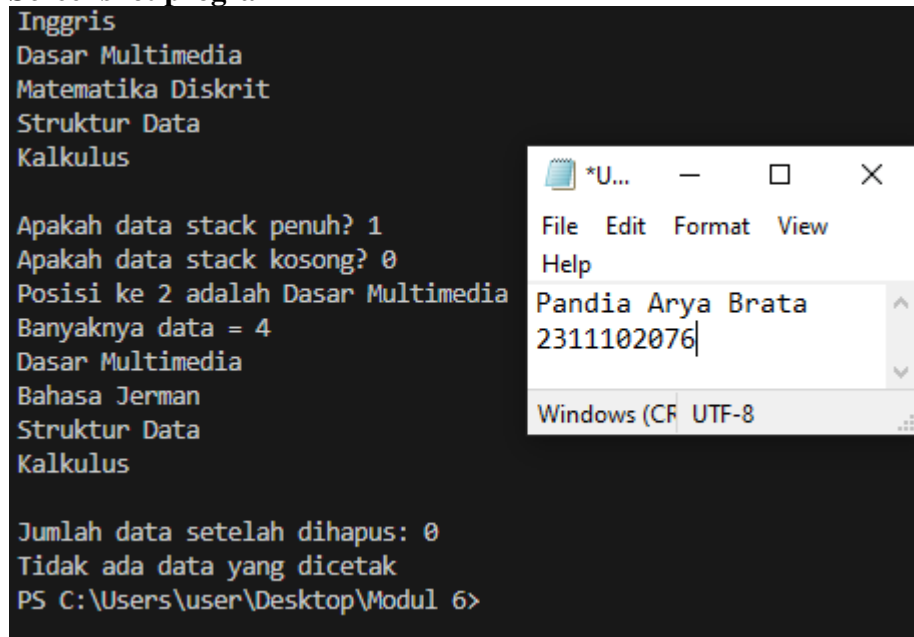 Inggris
Dasar Multimedia
Matematika Diskrit
Struktur Data
Kalkulus
Apakah data stack penuh? 1
Apakah data stack kosong? 0
Posisi ke 2 adalah Dasar Multimedia
Banyaknya data = 4
Dasar Multimedia
Bahasa Jerman
Struktur Data
Kalkulus
Jumlah data setelah dihapus: 0
Tidak ada data yang dicetak
PS C:\Users\user\Desktop\Modul 6>
*U...
File Edit Format View
Help
Pandia Arya Brata
2311102076
Windows (CR UTF-8